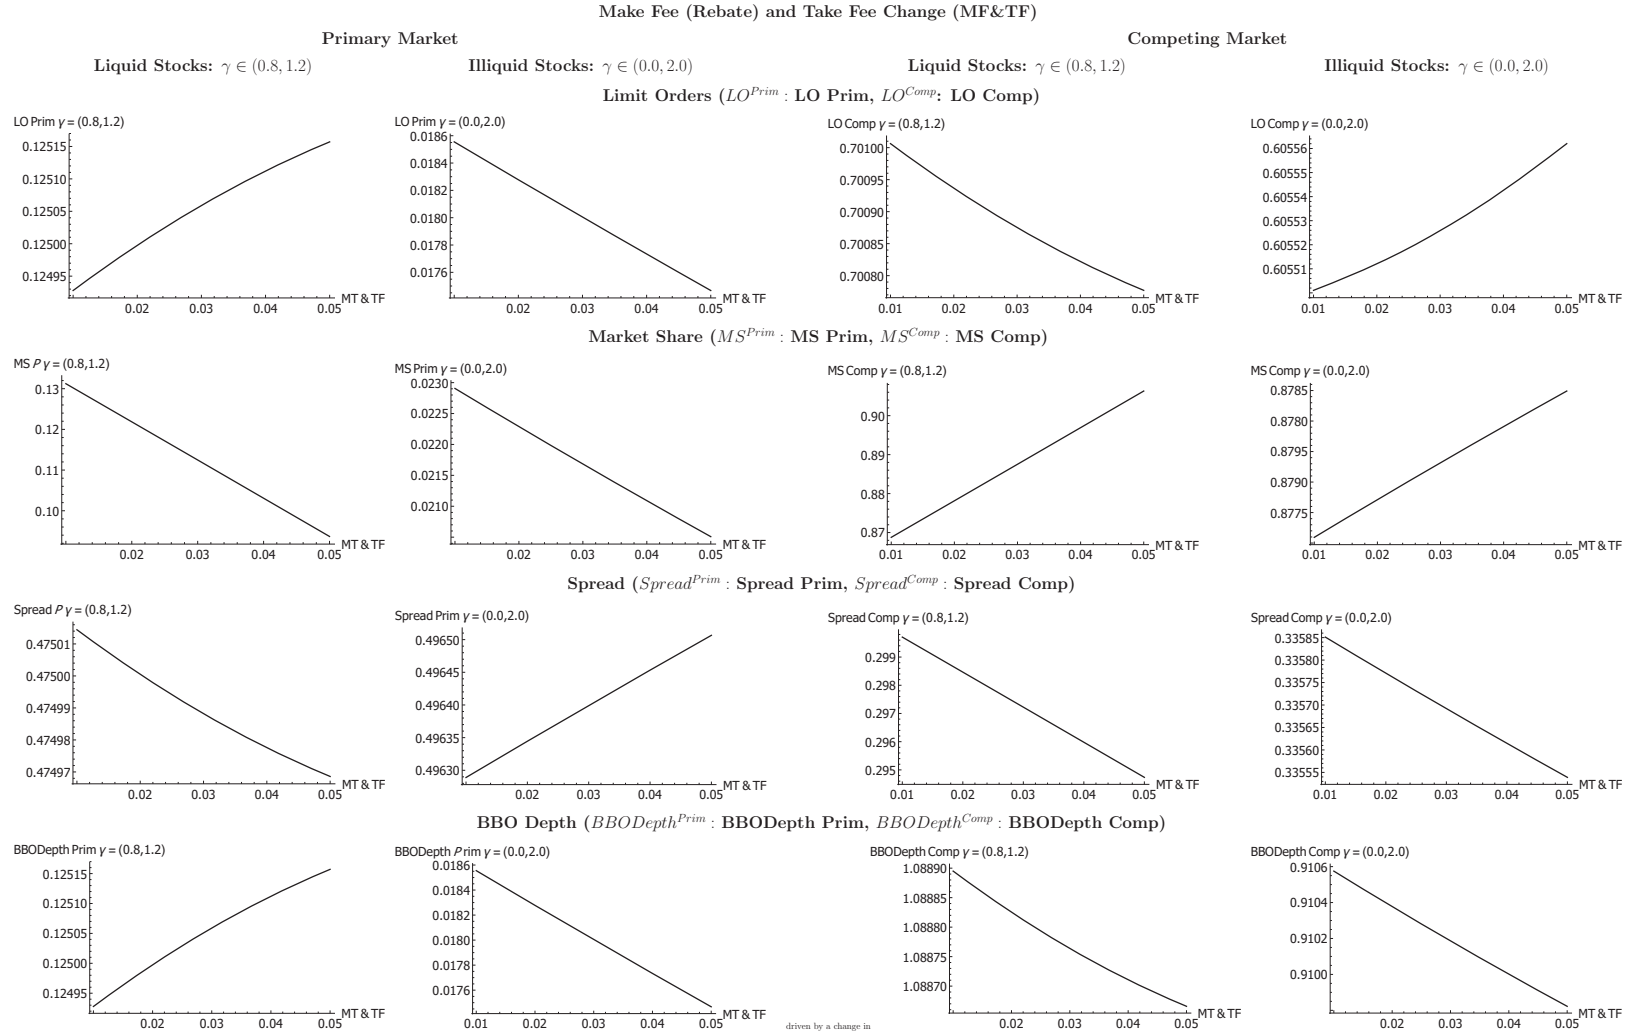 Make Fee (Rebate) and Take Fee Change (MF&TF)
Primary Market Competing Market
Liquid Stocks: γ ∈ (0.8, 1.2) Illiquid Stocks: γ ∈ (0.0, 2.0) Liquid Stocks: γ ∈ (0.8, 1.2) Illiquid Stocks: γ ∈ (0.0, 2.0)
Limit Orders (LO^Prim : LO Prim, LO^Comp: LO Comp)
LO Prim γ = (0.8,1.2)
0.12515
0.12510
0.12505
0.12500
0.12495
0.02 0.03 0.04 0.05 MT & TF
LO Prim γ = (0.0,2.0)
0.0186
0.0184
0.0182
0.0180
0.0178
0.0176
0.02 0.03 0.04 0.05 MT & TF
LO Comp γ = (0.8,1.2)
0.70100
0.70095
0.70090
0.70085
0.70080
0.01 0.02 0.03 0.04 0.05 MT & TF
LO Comp γ = (0.0,2.0)
0.60556
0.60555
0.60554
0.60553
0.60552
0.60551
0.01 0.02 0.03 0.04 0.05 MT & TF
Market Share (MS^Prim : MS Prim, MS^Comp : MS Comp)
MS P γ = (0.8,1.2)
0.13
0.12
0.11
0.10
0.02 0.03 0.04 0.05 MT & TF
MS Prim γ = (0.0,2.0)
0.0230
0.0225
0.0220
0.0215
0.0210
0.02 0.03 0.04 0.05 MT & TF
MS Comp γ = (0.8,1.2)
0.90
0.89
0.88
0.87
0.01 0.02 0.03 0.04 0.05 MT & TF
MS Comp γ = (0.0,2.0)
0.8785
0.8780
0.8795
0.8790
0.8775
0.01 0.02 0.03 0.04 0.05 MT & TF
Spread (Spread^Prim : Spread Prim, Spread^Comp : Spread Comp)
Spread P γ = (0.8,1.2)
0.47501
0.47500
0.47499
0.47498
0.47497
0.02 0.03 0.04 0.05 MT & TF
Spread Prim γ = (0.0,2.0)
0.49650
0.49645
0.49640
0.49635
0.49630
0.02 0.03 0.04 0.05 MT & TF
Spread Comp γ = (0.8,1.2)
0.299
0.298
0.297
0.296
0.295
0.01 0.02 0.03 0.04 0.05 MT & TF
Spread Comp γ = (0.0,2.0)
0.33585
0.33580
0.33575
0.33570
0.33565
0.33560
0.33555
0.01 0.02 0.03 0.04 0.05 MT & TF
BBO Depth (BBODepth^Prim : BBODepth Prim, BBODepth^Comp : BBODepth Comp)
BBODepth Prim γ = (0.8,1.2)
0.12515
0.12510
0.12505
0.12500
0.12495
0.02 0.03 0.04 0.05 MT & TF
BBODepth Prim γ = (0.0,2.0)
0.0186
0.0184
0.0182
0.0180
0.0178
0.0176
0.01 0.02 0.03 0.04 0.05 MT & TF
BBODepth Comp γ = (0.8,1.2)
1.08890
1.08885
1.08880
1.08875
1.08870
0.02 0.03 0.04 0.05 MT & TF
BBODepth Comp γ = (0.0,2.0)
0.9106
0.9104
0.9102
0.9100
0.02 0.03 0.04 0.05 MT & TF
driven by a change in